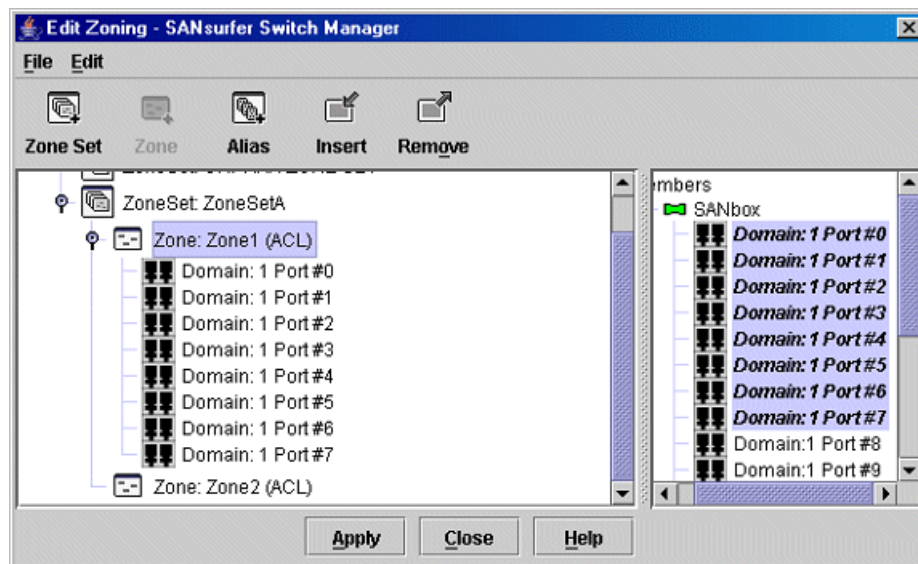 Edit Zoning - SANsurfer Switch Manager
File Edit
Zone Set Zone Alias Insert Remove
ZoneSet: ZoneSetA
Zone: Zone1 (ACL)
Domain: 1 Port#0
Domain: 1 Port#1
Domain: 1 Port#2
Domain: 1 Port#3
Domain: 1 Port#4
Domain: 1 Port#5
Domain: 1 Port#6
Domain: 1 Port#7
Zone: Zone2 (ACL)
mbers
SANbox
Domain: 1 Port#0
Domain: 1 Port#1
Domain: 1 Port#2
Domain: 1 Port#3
Domain: 1 Port#4
Domain: 1 Port#5
Domain: 1 Port#6
Domain: 1 Port#7
Domain:1 Port#8
Domain:1 Port#9
Apply Close Help